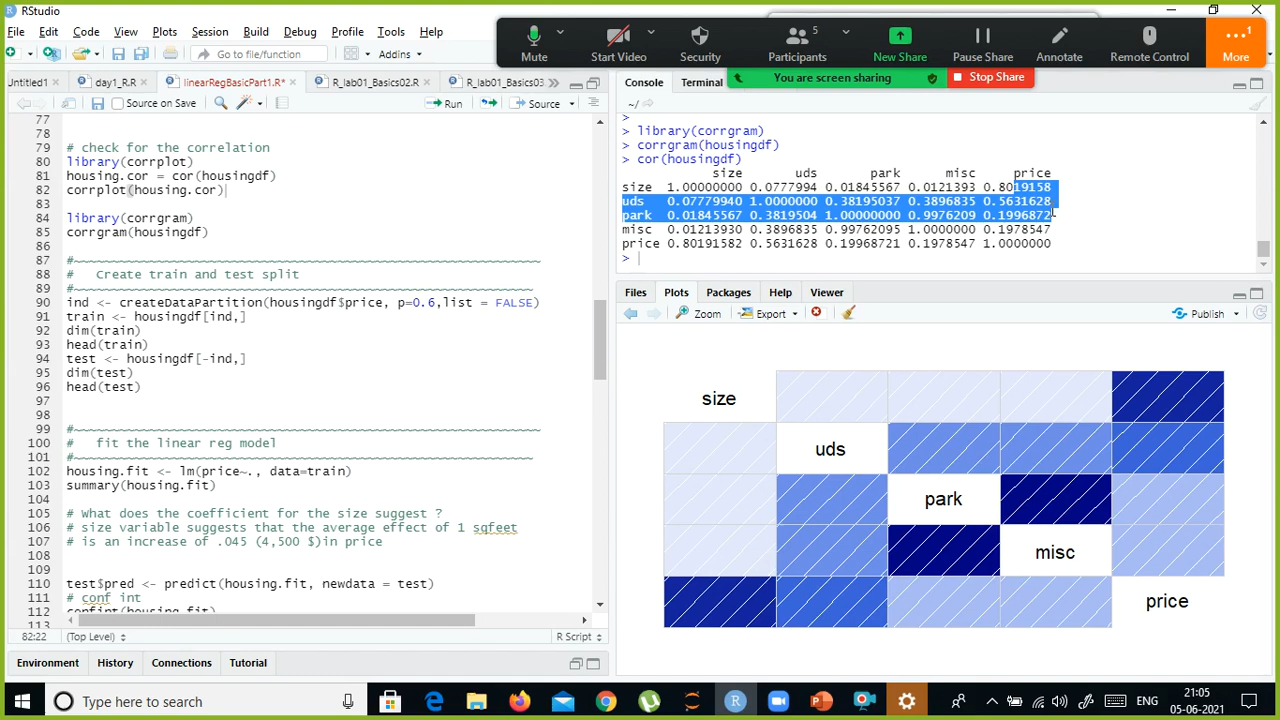 RStudio
File Edit Code View Plots Session Build Debug Profile Tools Help
Go to file/function
Addins
Mute
Start Video
Security
Participants
5
New Share
Pause Share
Annotate
Remote Control
More
You are screen sharing
Stop Share
Untitled1
day1_R.R
linearRegBasicPart1.R*
R_lab01_Basics02.R
R_lab01_Basics03
Source on Save
Run
Source
77
78
79 # check for the correlation
80 library(corrplot)
81 housing.cor = cor(housingdf)
82 corrplot(housing.cor)
83
84 library(corrgram)
85 corrgram(housingdf)
86
87 #~~~~~~~~~~~~~~~~~~~~~~~~~~~~~~~~~~~~~~~~~~~~~~~~~~~~~~~~~~~
88 # Create train and test split
89 #~~~~~~~~~~~~~~~~~~~~~~~~~~~~~~~~~~~~~~~~~~~~~~~~~~~~~~~~~~~
90 ind <- createDataPartition(housingdf$price, p=0.6,list = FALSE)
91 train <- housingdf[ind,]
92 dim(train)
93 head(train)
94 test <- housingdf[-ind,]
95 dim(test)
96 head(test)
97
98
99 #~~~~~~~~~~~~~~~~~~~~~~~~~~~~~~~~~~~~~~~~~~~~~~~~~~~~~~~~~~~
100 # fit the linear reg model
101 #~~~~~~~~~~~~~~~~~~~~~~~~~~~~~~~~~~~~~~~~~~~~~~~~~~~~~~~~~~~
102 housing.fit <- lm(price~., data=train)
103 summary(housing.fit)
104
105 # what does the coefficient for the size suggest ?
106 # size variable suggests that the average effect of 1 sqfeet
107 # is an increase of .045 (4,500 $)in price
108
109
110 test$pred <- predict(housing.fit, newdata = test)
111 # conf int
112 confint(housing.fit)
113
82:22 (Top Level) R Script
Environment History Connections Tutorial
Console Terminal
~/
>
> library(corrgram)
> corrgram(housingdf)
> cor(housingdf)
size uds park misc price
size 1.00000000 0.0777994 0.01845567 0.0121393 0.8019158
uds 0.07779940 1.0000000 0.38195037 0.3896835 0.5631628
park 0.01845567 0.3819504 1.00000000 0.9976209 0.1996872
misc 0.01213930 0.3896835 0.99762095 1.0000000 0.1978547
price 0.80191582 0.5631628 0.19968721 0.1978547 1.0000000
>
Files Plots Packages Help Viewer
Zoom Export Publish
size
uds
park
misc
price
Type here to search
ENG
21:05
05-06-2021